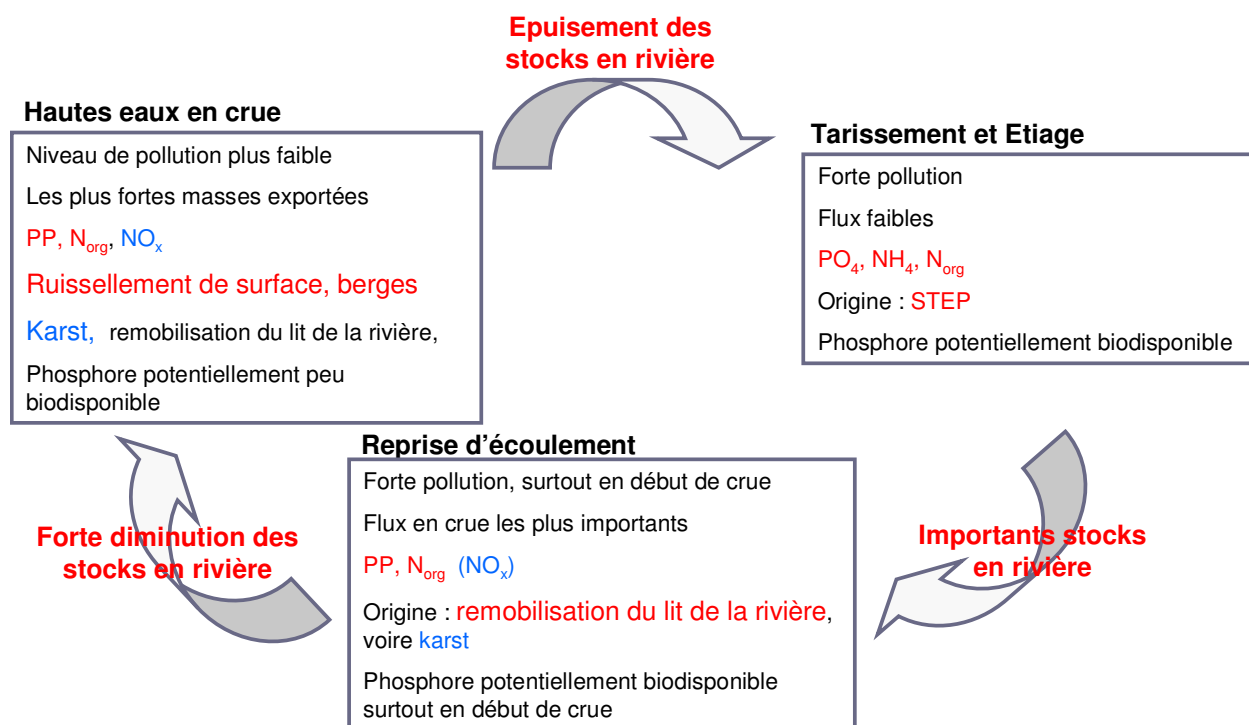 Epuisement des
stocks en rivière
Hautes eaux en crue
Niveau de pollution plus faible
Les plus fortes masses exportées
PP, Norg, NOx
Ruissellement de surface, berges
Karst, remobilisation du lit de la rivière,
Phosphore potentiellement peu
biodisponible
Tarissement et Etiage
Forte pollution
Flux faibles
PO4, NH4, Norg
Origine : STEP
Phosphore potentiellement biodisponible
Importants stocks
en rivière
Reprise d'écoulement
Forte pollution, surtout en début de crue
Flux en crue les plus importants
PP, Norg (NOx)
Origine : remobilisation du lit de la rivière,
voire karst
Phosphore potentiellement biodisponible
surtout en début de crue
Forte diminution des
stocks en rivière